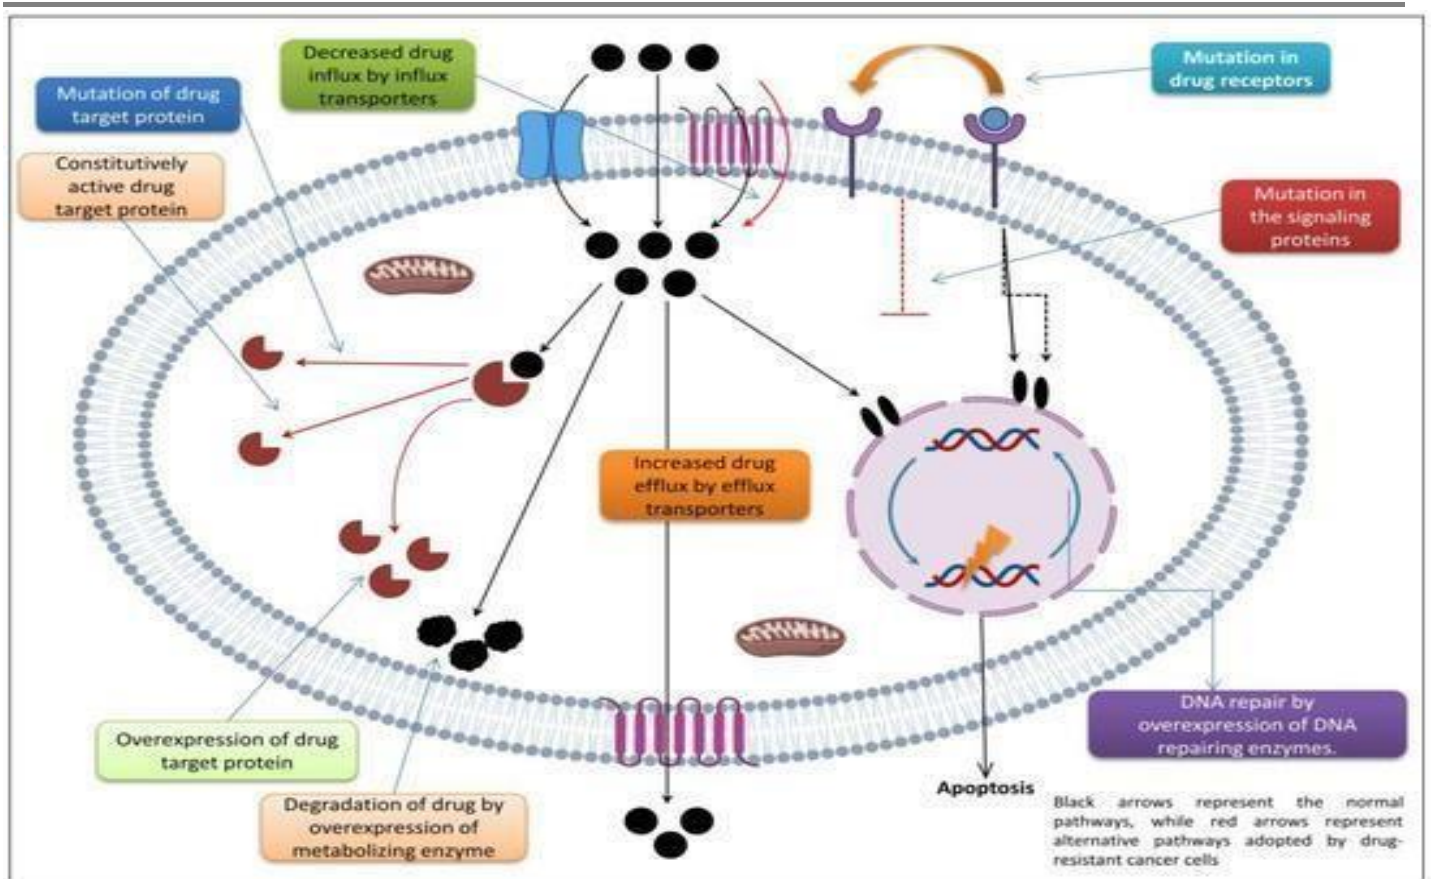 Decreased drug
influx by influx
transporters
Mutation in
drug receptors
Mutation of drug
target protein
Constitutively
active drug
target protein
Mutation in
the signaling
proteins
Increased drug
efflux by efflux
transporters
DNA repair by
overexpression of DNA
repairing enzymes.
Overexpression of drug
target protein
Degradation of drug by
overexpression of
metabolizing enzyme
Apoptosis
Black arrows represent the normal
pathways, while red arrows represent
alternative pathways adopted by drug-
resistant cancer cells